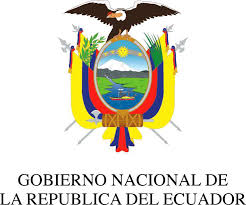 GOBIERNO NACIONAL DE
LA REPUBLICA DEL ECUADOR